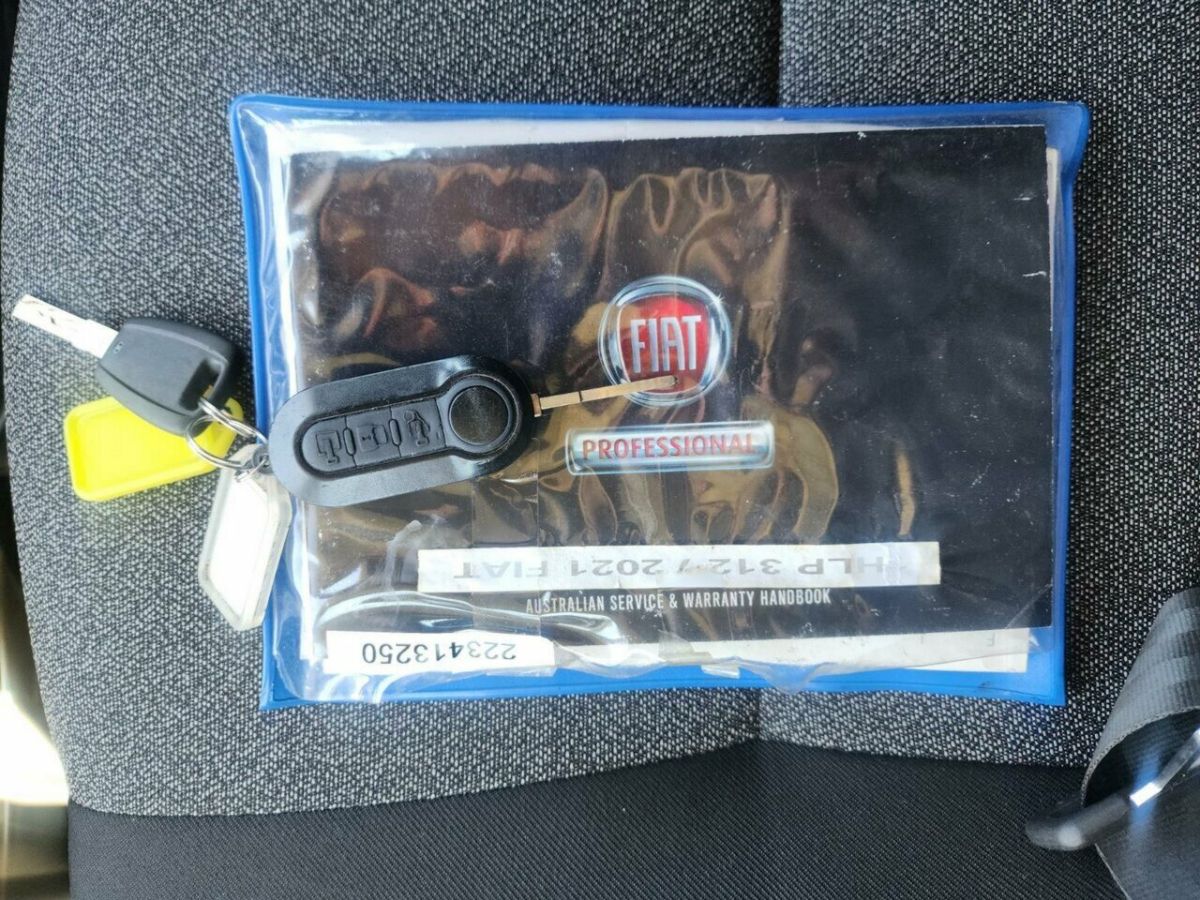 FIAT
PROFESSIONAL
HLP 312 2021 FIAT
AUSTRALIAN SERVICE & WARRANTY HANDBOOK
223413250